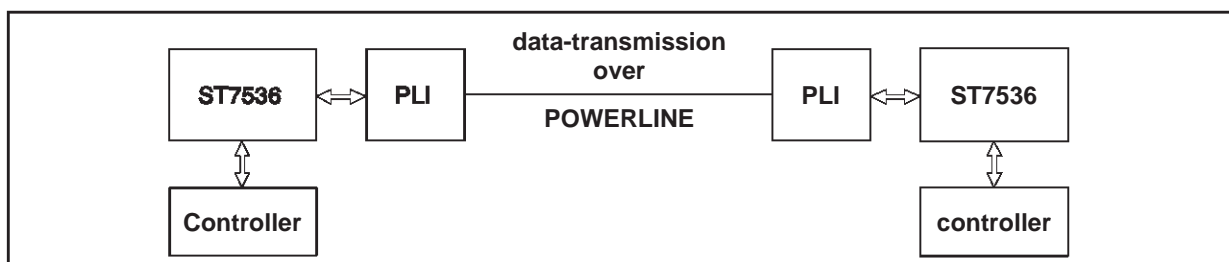 data-transmission
over
ST7536
PLI
PLI
ST7536
POWERLINE
Controller
controller